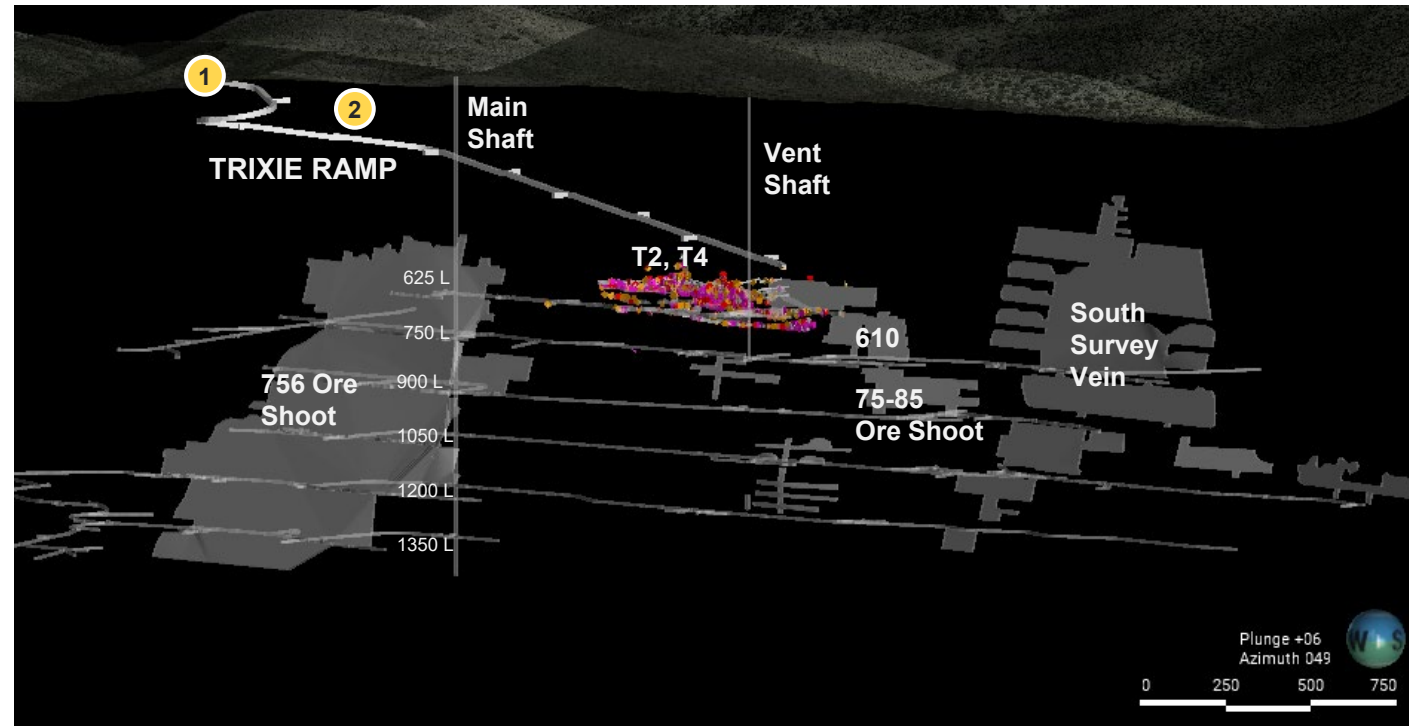 1
2
TRIXIE RAMP
Main
Shaft
Vent
Shaft
T2, T4
625 L
750 L
900 L
1050 L
1200 L
1350 L
756 Ore
Shoot
610
75-85
Ore Shoot
South
Survey
Vein
Plunge +06
Azimuth 049
W S
0 250 500 750